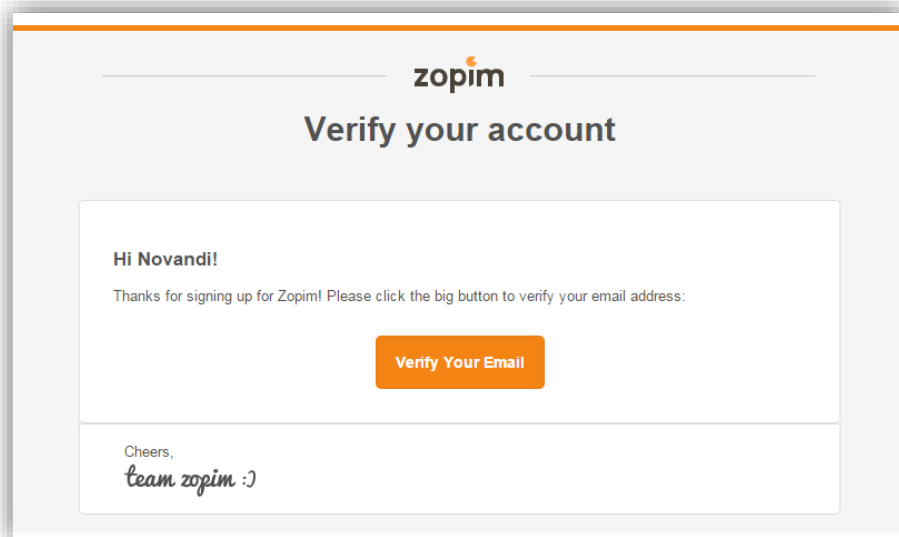 zopim
Verify your account
Hi Novandi!
Thanks for signing up for Zopim! Please click the big button to verify your email address:
Verify Your Email
Cheers,
team zopim :)